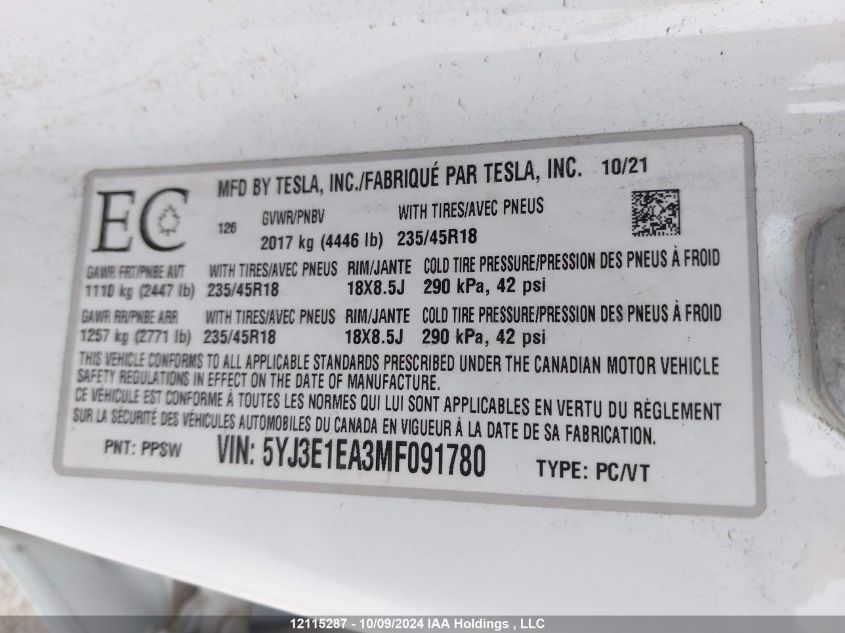 EC
MFD BY TESLA, INC./FABRIQUÉ PAR TESLA, INC. 10/21
126 GVWR/PNBV WITH TIRES/AVEC PNEUS
2017 kg (4446 lb) 235/45R18
GAWR FRT/PNBE AVT WITH TIRES/AVEC PNEUS RIM/JANTE COLD TIRE PRESSURE/PRESSION DES PNEUS À FROID
1110 kg (2447 lb) 235/45R18 18X8.5J 290 kPa, 42 psi
GAWR RR/PNBE ARR WITH TIRES/AVEC PNEUS RIM/JANTE COLD TIRE PRESSURE/PRESSION DES PNEUS À FROID
1257 kg (2771 lb) 235/45R18 18X8.5J 290 kPa, 42 psi
THIS VEHICLE CONFORMS TO ALL APPLICABLE STANDARDS PRESCRIBED UNDER THE CANADIAN MOTOR VEHICLE
SAFETY REGULATIONS IN EFFECT ON THE DATE OF MANUFACTURE.
CE VÉHICULE EST CONFORME À TOUTES LES NORMES QUI LUI SONT APPLICABLES EN VERTU DU RÈGLEMENT
SUR LA SÉCURITÉ DES VÉHICULES AUTOMOBILES DU CANADA EN VIGUEUR À LA DATE DE SA FABRICATION.
PNT: PPSW VIN: 5YJ3E1EA3MF091780 TYPE: PC/VT
12115287 - 10/09/2024 IAA Holdings , LLC